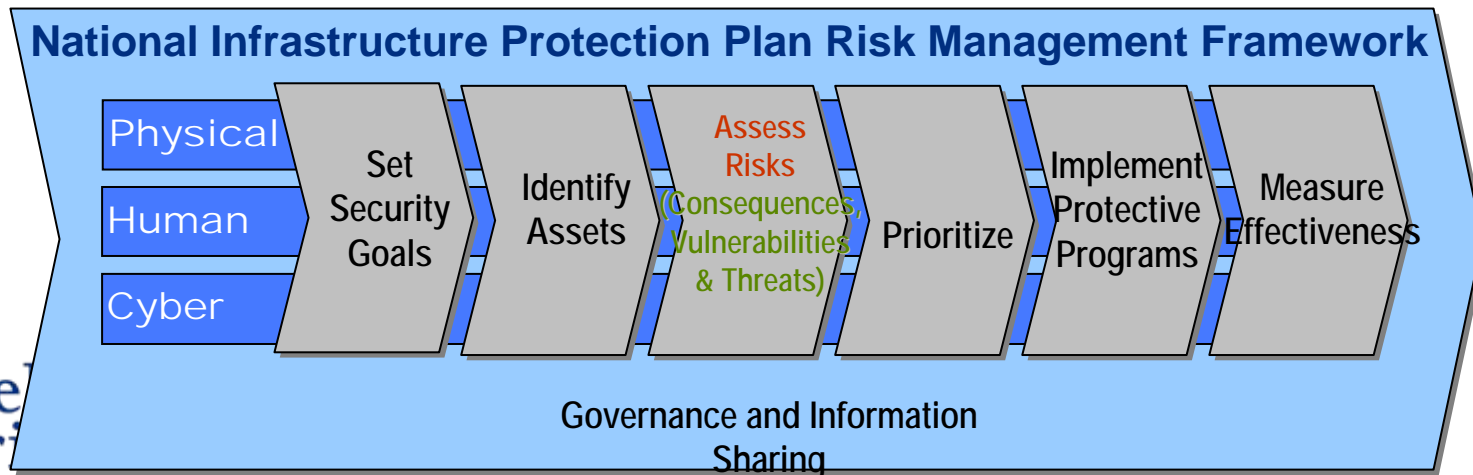 National Infrastructure Protection Plan Risk Management Framework
Physical
Human
Cyber
Set
Security
Goals
Identify
Assets
Assess
Risks
(Consequences,
Vulnerabilities
& Threats)
Prioritize
Implement
Protective
Programs
Measure
Effectiveness
Governance and Information
Sharing